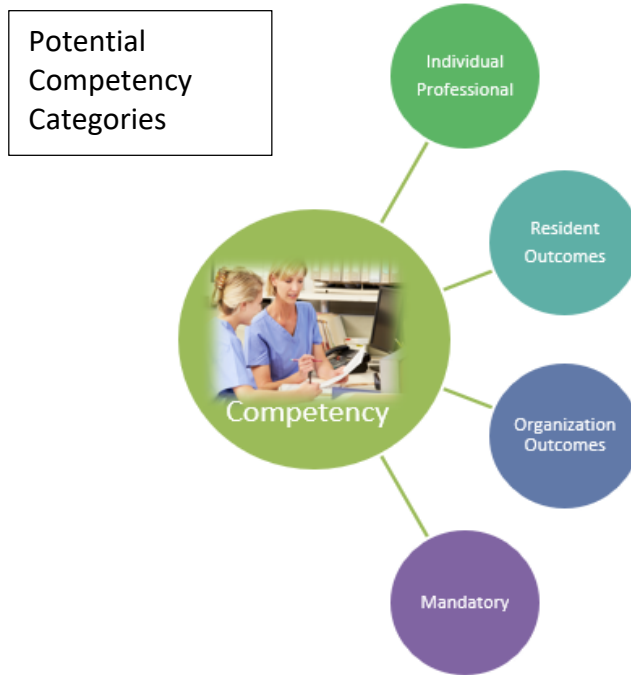 Potential
Competency
Categories
Individual
Professional
Resident
Outcomes
Competency
Organization
Outcomes
Mandatory